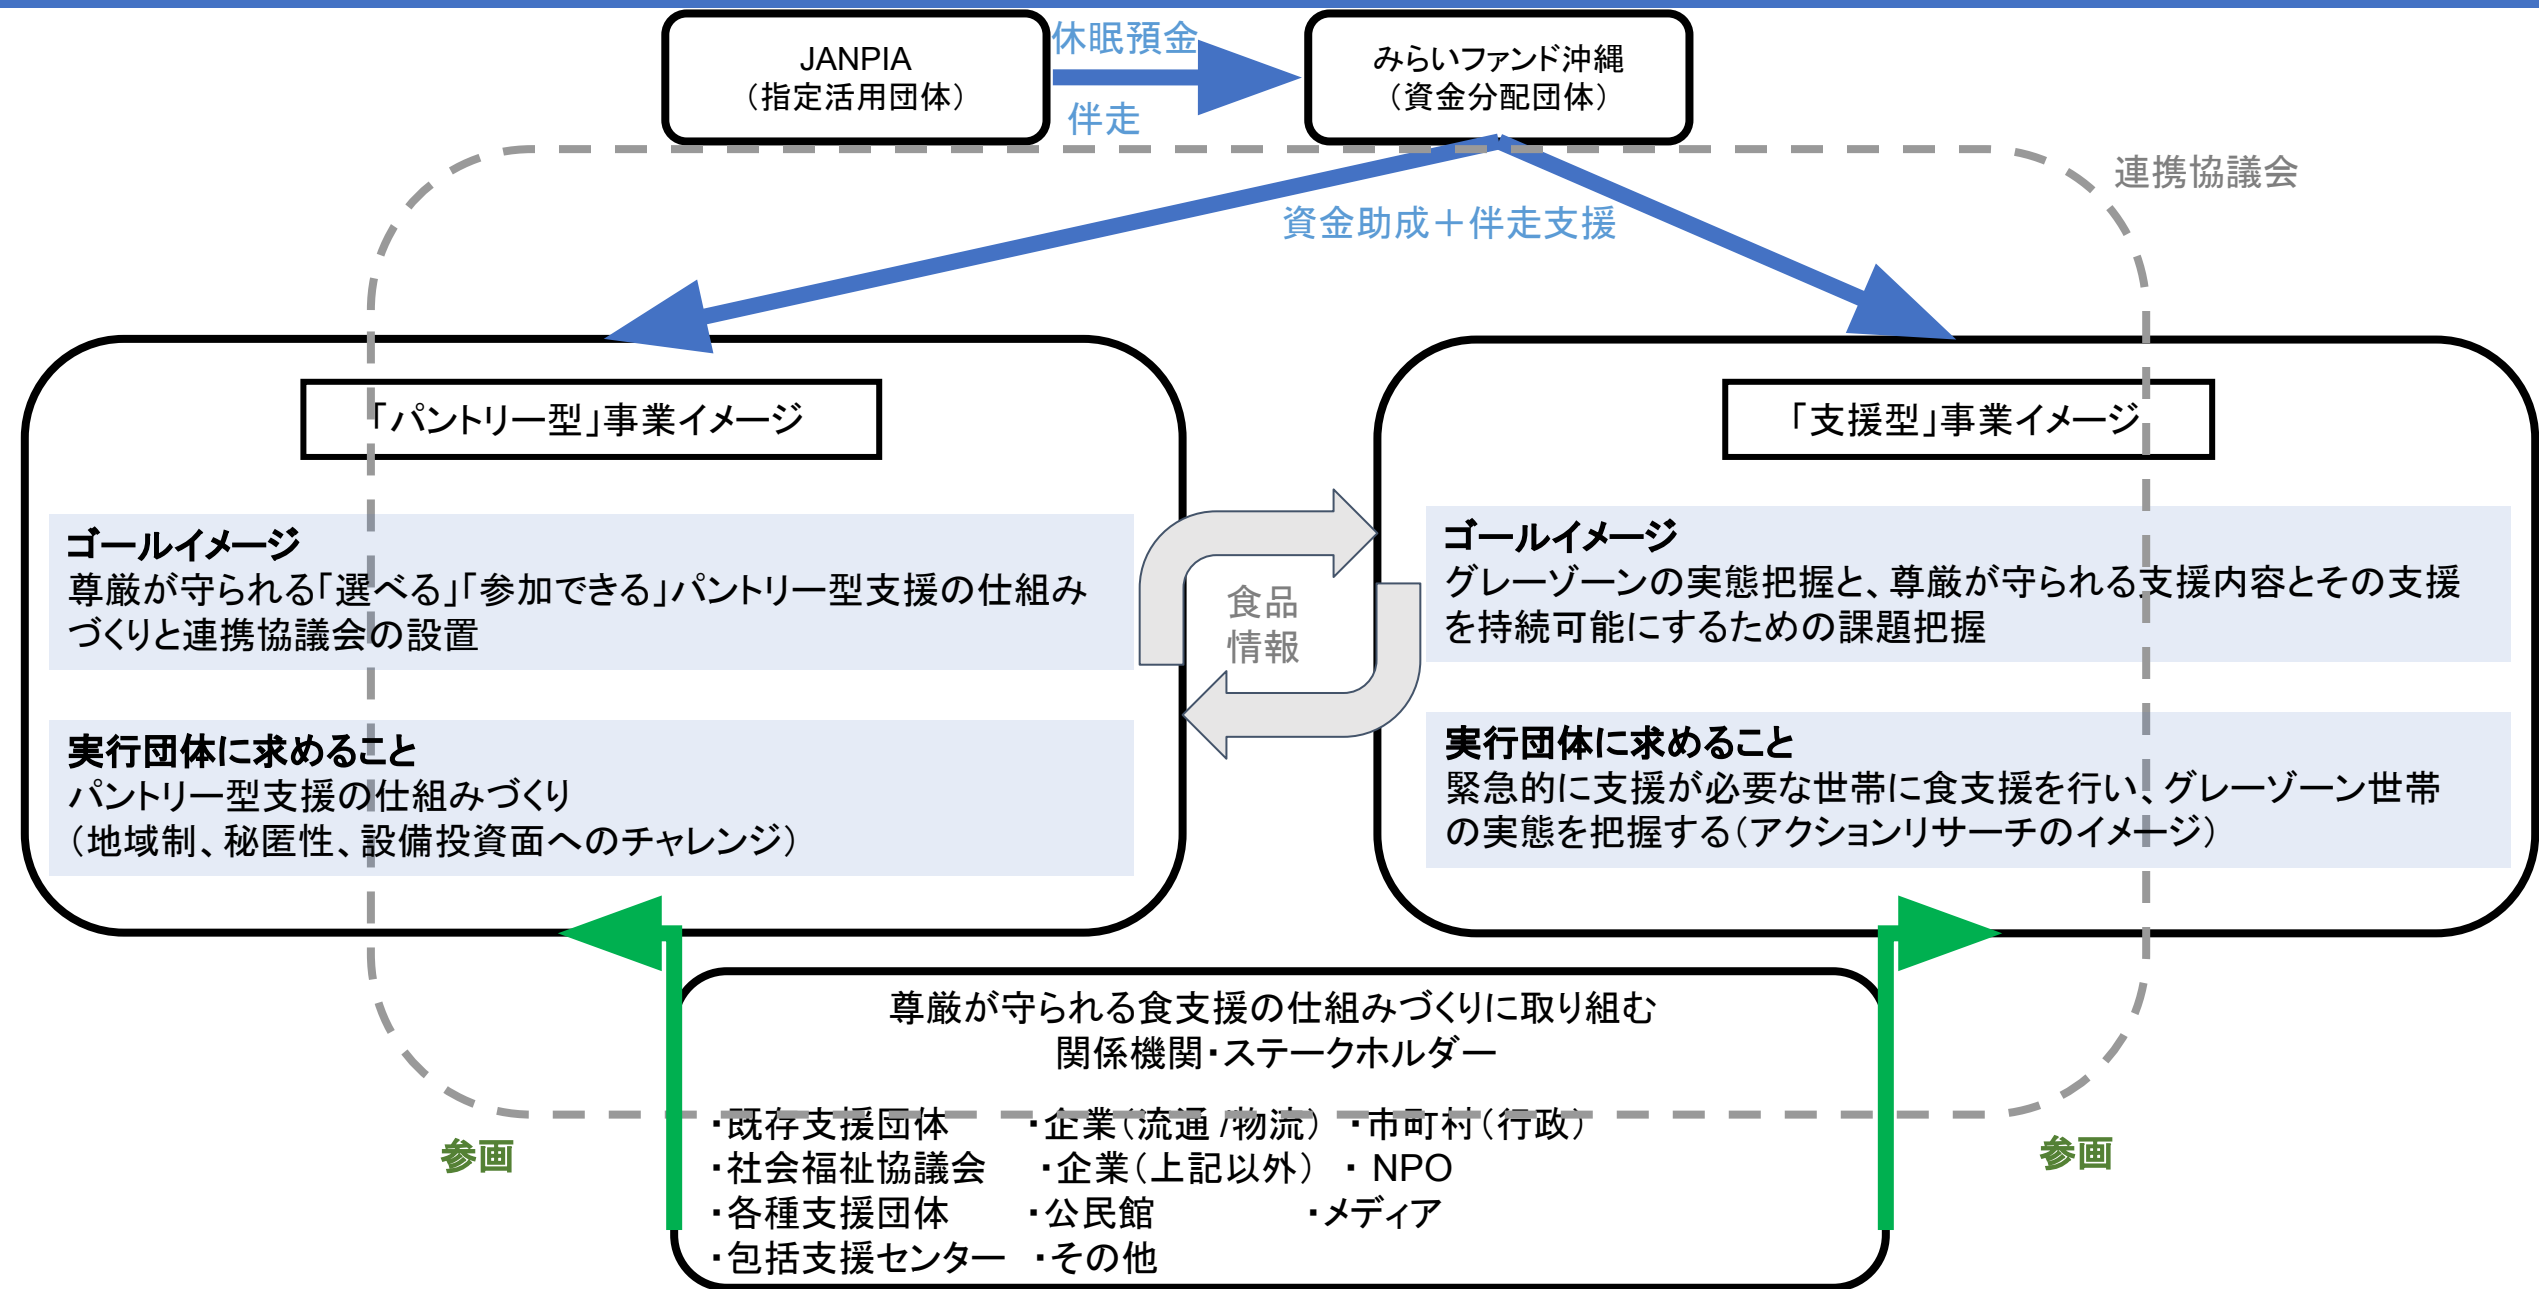 JANPIA
（指定活用団体）
休眠預金
伴走
みらいファンド沖縄
（資金分配団体）
連携協議会
資金助成＋伴走支援
「パントリー型」事業イメージ
ゴールイメージ
尊厳が守られる「選べる」「参加できる」パントリー型支援の仕組み
づくりと連携協議会の設置
実行団体に求めること
パントリー型支援の仕組みづくり
（地域制、秘匿性、設備投資面へのチャレンジ）
食品
情報
「支援型」事業イメージ
ゴールイメージ
グレーゾーンの実態把握と、尊厳が守られる支援内容とその支援
を持続可能にするための課題把握
実行団体に求めること
緊急的に支援が必要な世帯に食支援を行い、グレーゾーン世帯
の実態を把握する（アクションリサーチのイメージ）
尊厳が守られる食支援の仕組みづくりに取り組む
関係機関・ステークホルダー
・既存支援団体　・企業（流通/物流）　・市町村（行政）
・社会福祉協議会　・企業（上記以外）　・NPO
・各種支援団体　・公民館　・メディア
・包括支援センター　・その他
参画
参画